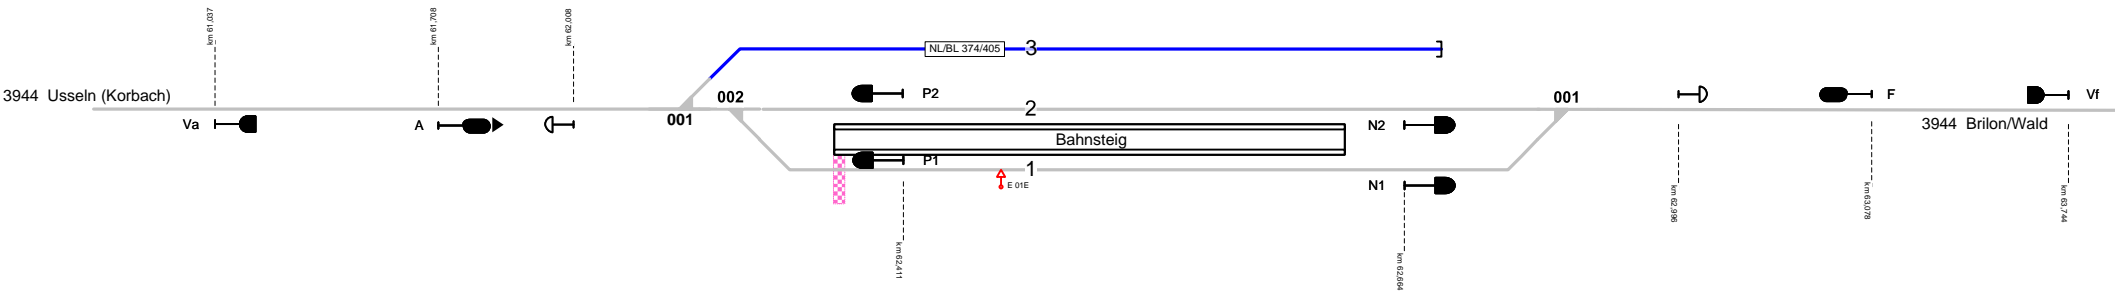 km 61,037
km 61,708
km 62,008
NL/BL 374/405
3
3944 Usseln (Korbach)
002
P2
2
001
F
Vf
Va
A
001
N2
3944 Brilon/Wald
Bahnsteig
P1
1
E 01E
N1
km 62,411
km 62,664
km 62,996
km 63,078
km 63,744